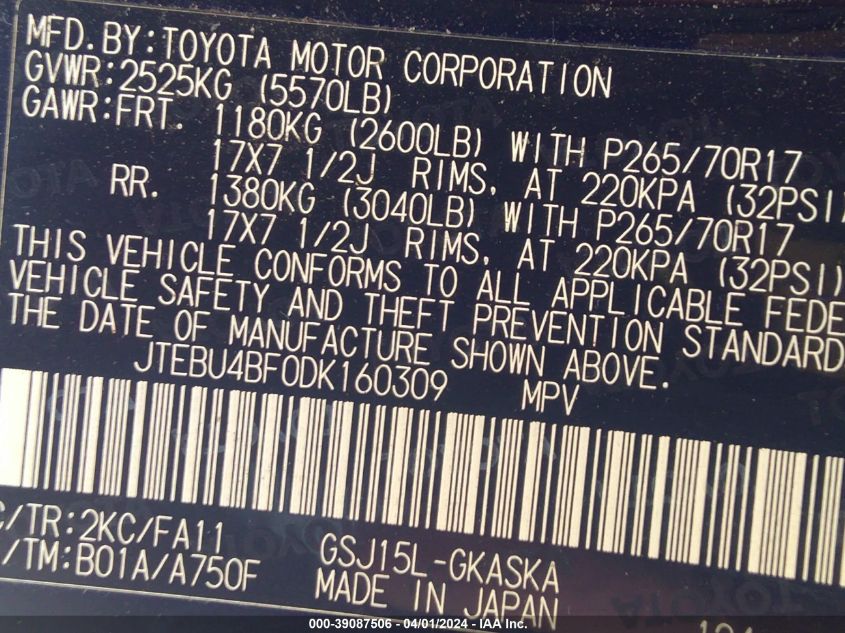 MFD.BY:TOYOTA MOTOR CORPORATION
GVWR:2525KG (5570LB)
GAWR:FRT. 1180KG (2600LB) WITH P265/70R17
17X7 1/2J RIMS, AT 220KPA (32PSI)
RR. 1380KG (3040LB) WITH P265/70R17
17X7 1/2J RIMS, AT 220KPA (32PSI)
THIS VEHICLE CONFORMS TO ALL APPLICABLE FEDE
VEHICLE SAFETY AND THEFT PREVENTION STANDARD
THE DATE OF MANUFACTURE SHOWN ABOVE.
JTEBU4BF0DK160309 MPV
C/TR:2KC/FA11
/TM:B01A/A750F
GSJ15L-GKASKA
MADE IN JAPAN
000-39087506 - 04/01/2024 - IAA Inc.